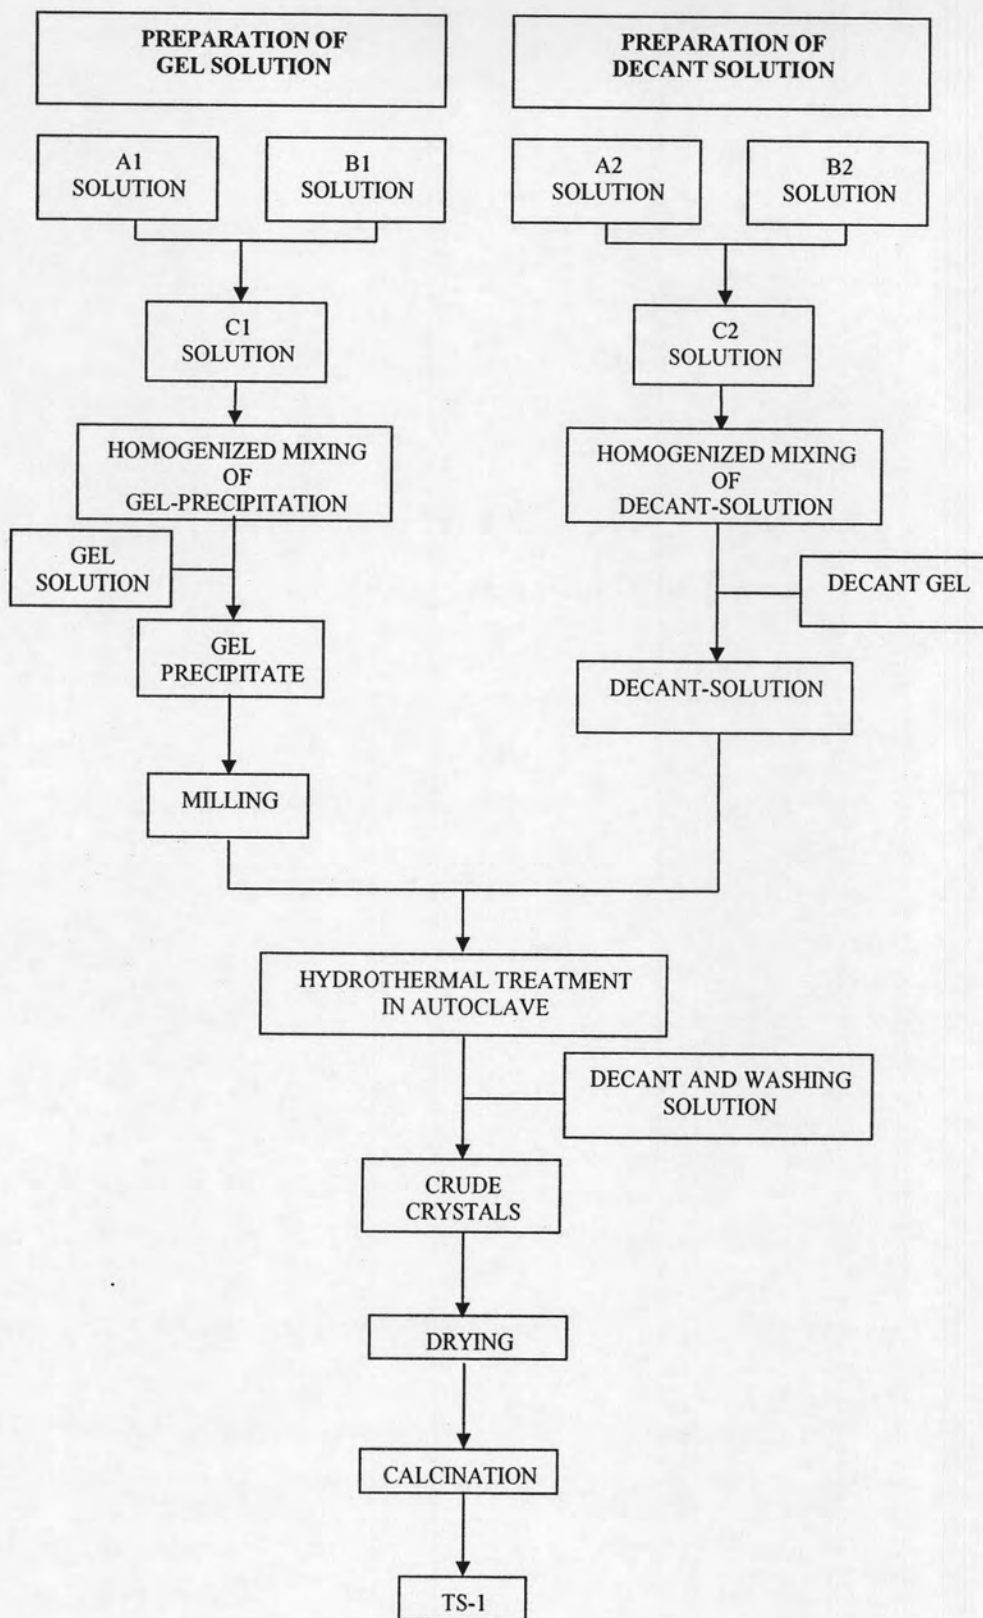 PREPARATION OF
GEL SOLUTION
PREPARATION OF
DECANT SOLUTION
A1
SOLUTION
B1
SOLUTION
A2
SOLUTION
B2
SOLUTION
C1
SOLUTION
C2
SOLUTION
HOMOGENIZED MIXING
OF
GEL-PRECIPITATION
HOMOGENIZED MIXING
OF
DECANT-SOLUTION
GEL
SOLUTION
DECANT GEL
GEL
PRECIPITATE
DECANT-SOLUTION
MILLING
HYDROTHERMAL TREATMENT
IN AUTOCLAVE
DECANT AND WASHING
SOLUTION
CRUDE
CRYSTALS
DRYING
CALCINATION
TS-1